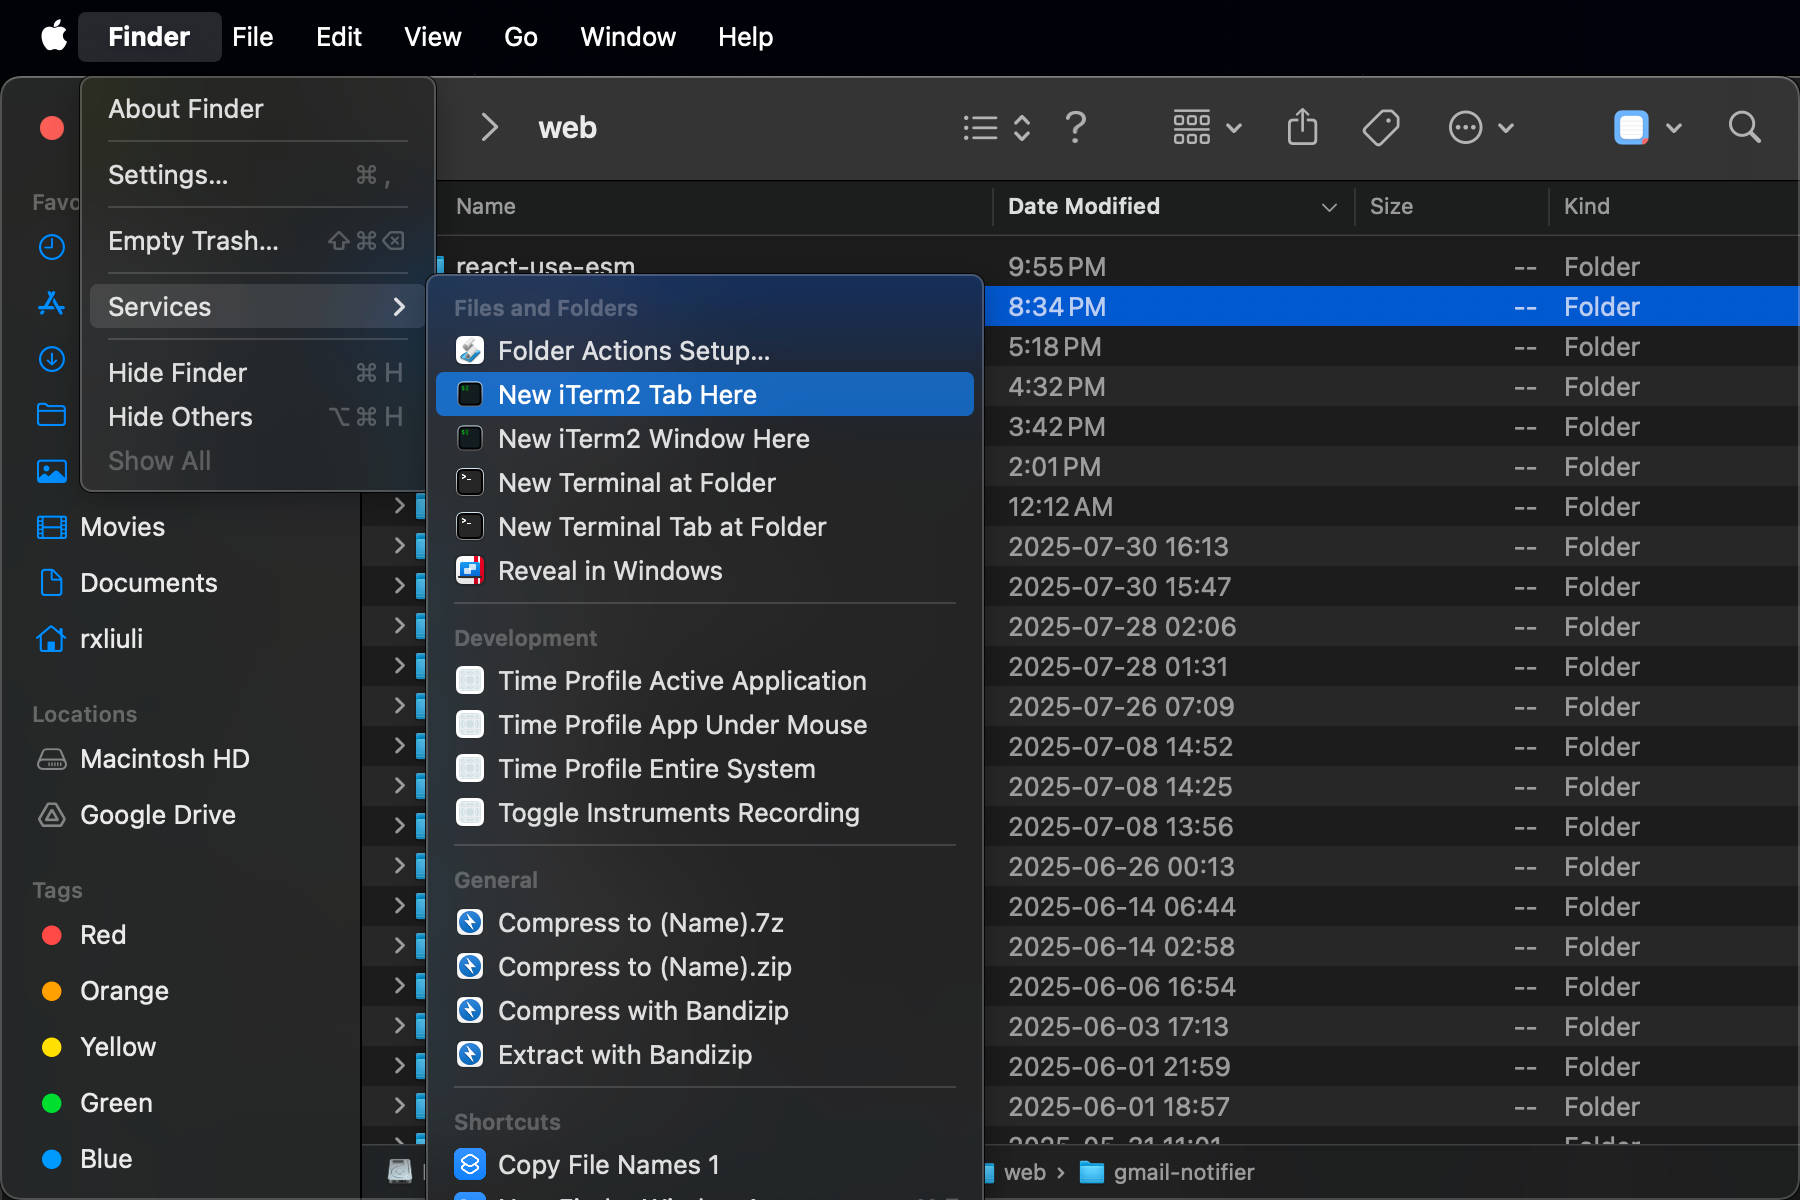 Finder File Edit View Go Window Help
About Finder
Settings... ⌘ ,
Empty Trash... ⇧⌘⌫
Services
Hide Finder ⌘ H
Hide Others ⌥⌘ H
Show All
web
Favo
Movies
Documents
rxliuli
Locations
Macintosh HD
Google Drive
Tags
Red
Orange
Yellow
Green
Blue
Files and Folders
Folder Actions Setup...
New iTerm2 Tab Here
New iTerm2 Window Here
New Terminal at Folder
New Terminal Tab at Folder
Reveal in Windows
Development
Time Profile Active Application
Time Profile App Under Mouse
Time Profile Entire System
Toggle Instruments Recording
General
Compress to (Name).7z
Compress to (Name).zip
Compress with Bandizip
Extract with Bandizip
Shortcuts
Copy File Names 1
Name Date Modified Size Kind
react-use-esm 9:55 PM -- Folder
8:34 PM -- Folder
5:18 PM -- Folder
4:32 PM -- Folder
3:42 PM -- Folder
2:01 PM -- Folder
12:12 AM -- Folder
2025-07-30 16:13 -- Folder
2025-07-30 15:47 -- Folder
2025-07-28 02:06 -- Folder
2025-07-28 01:31 -- Folder
2025-07-26 07:09 -- Folder
2025-07-08 14:52 -- Folder
2025-07-08 14:25 -- Folder
2025-07-08 13:56 -- Folder
2025-06-26 00:13 -- Folder
2025-06-14 06:44 -- Folder
2025-06-14 02:58 -- Folder
2025-06-06 16:54 -- Folder
2025-06-03 17:13 -- Folder
2025-06-01 21:59 -- Folder
2025-06-01 18:57 -- Folder
2025-05-31 11:01 -- Folder
web › gmail-notifier